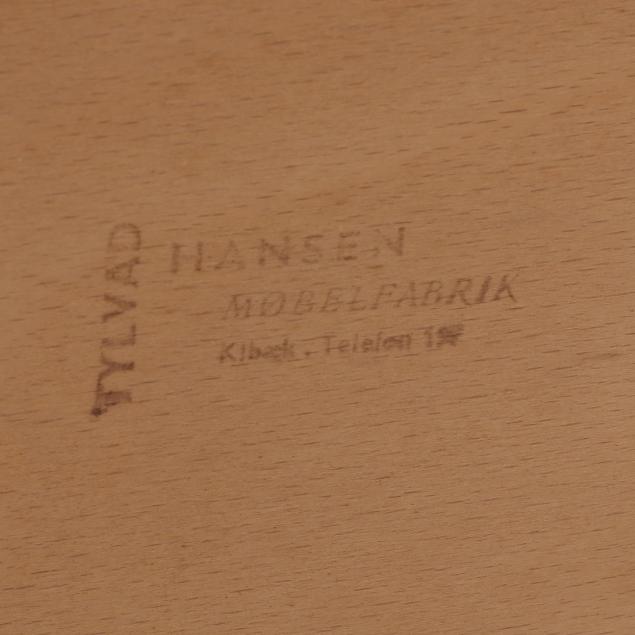 TYLVAD
HANSEN
MØBELFABRIK
Kibæk . Telefon